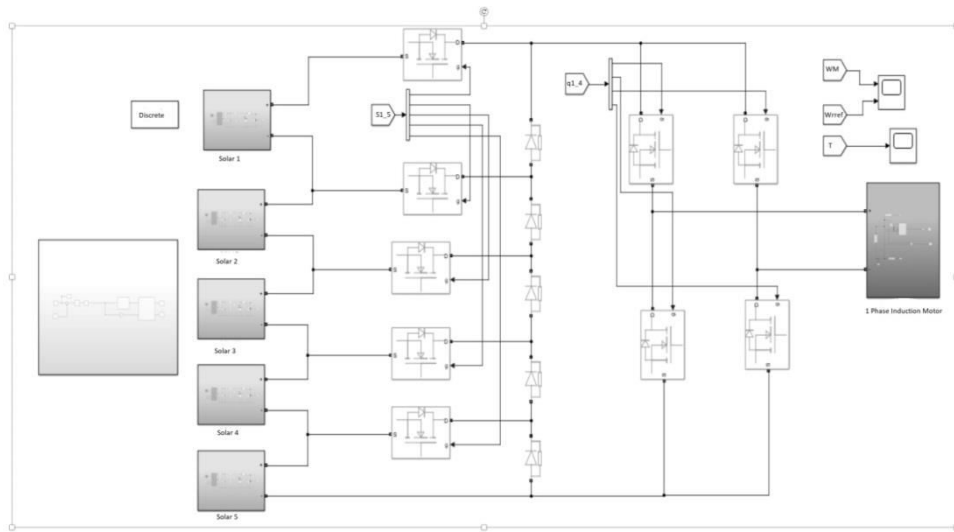 Discrete
Solar 1
Solar 2
Solar 3
Solar 4
Solar 5
S1_5
q1_4
WM
Wrref
T
1 Phase Induction Motor